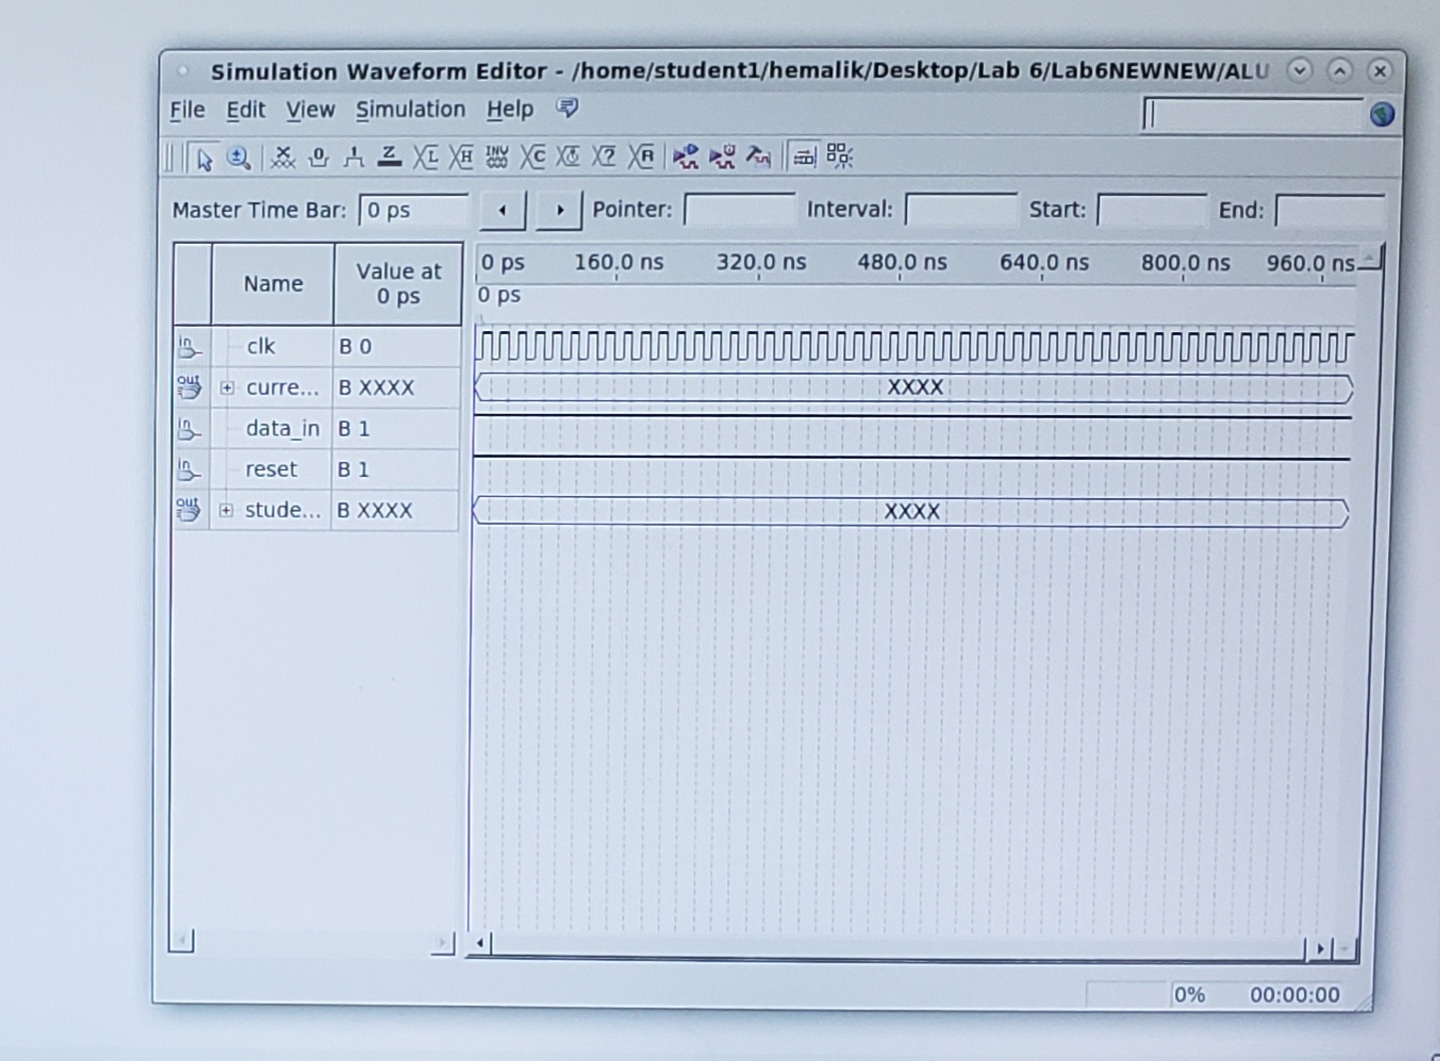 Simulation Waveform Editor - /home/student1/hemalik/Desktop/Lab 6/Lab6NEWNEW/ALU
File Edit View Simulation Help
Master Time Bar: 0 ps Pointer: Interval: Start: End:
Name Value at 0 ps
0 ps 160.0 ns 320.0 ns 480.0 ns 640.0 ns 800.0 ns 960.0 ns
0 ps
in clk B 0
out curre... B XXXX XXXX
in data_in B 1
in reset B 1
out stude... B XXXX XXXX
0% 00:00:00